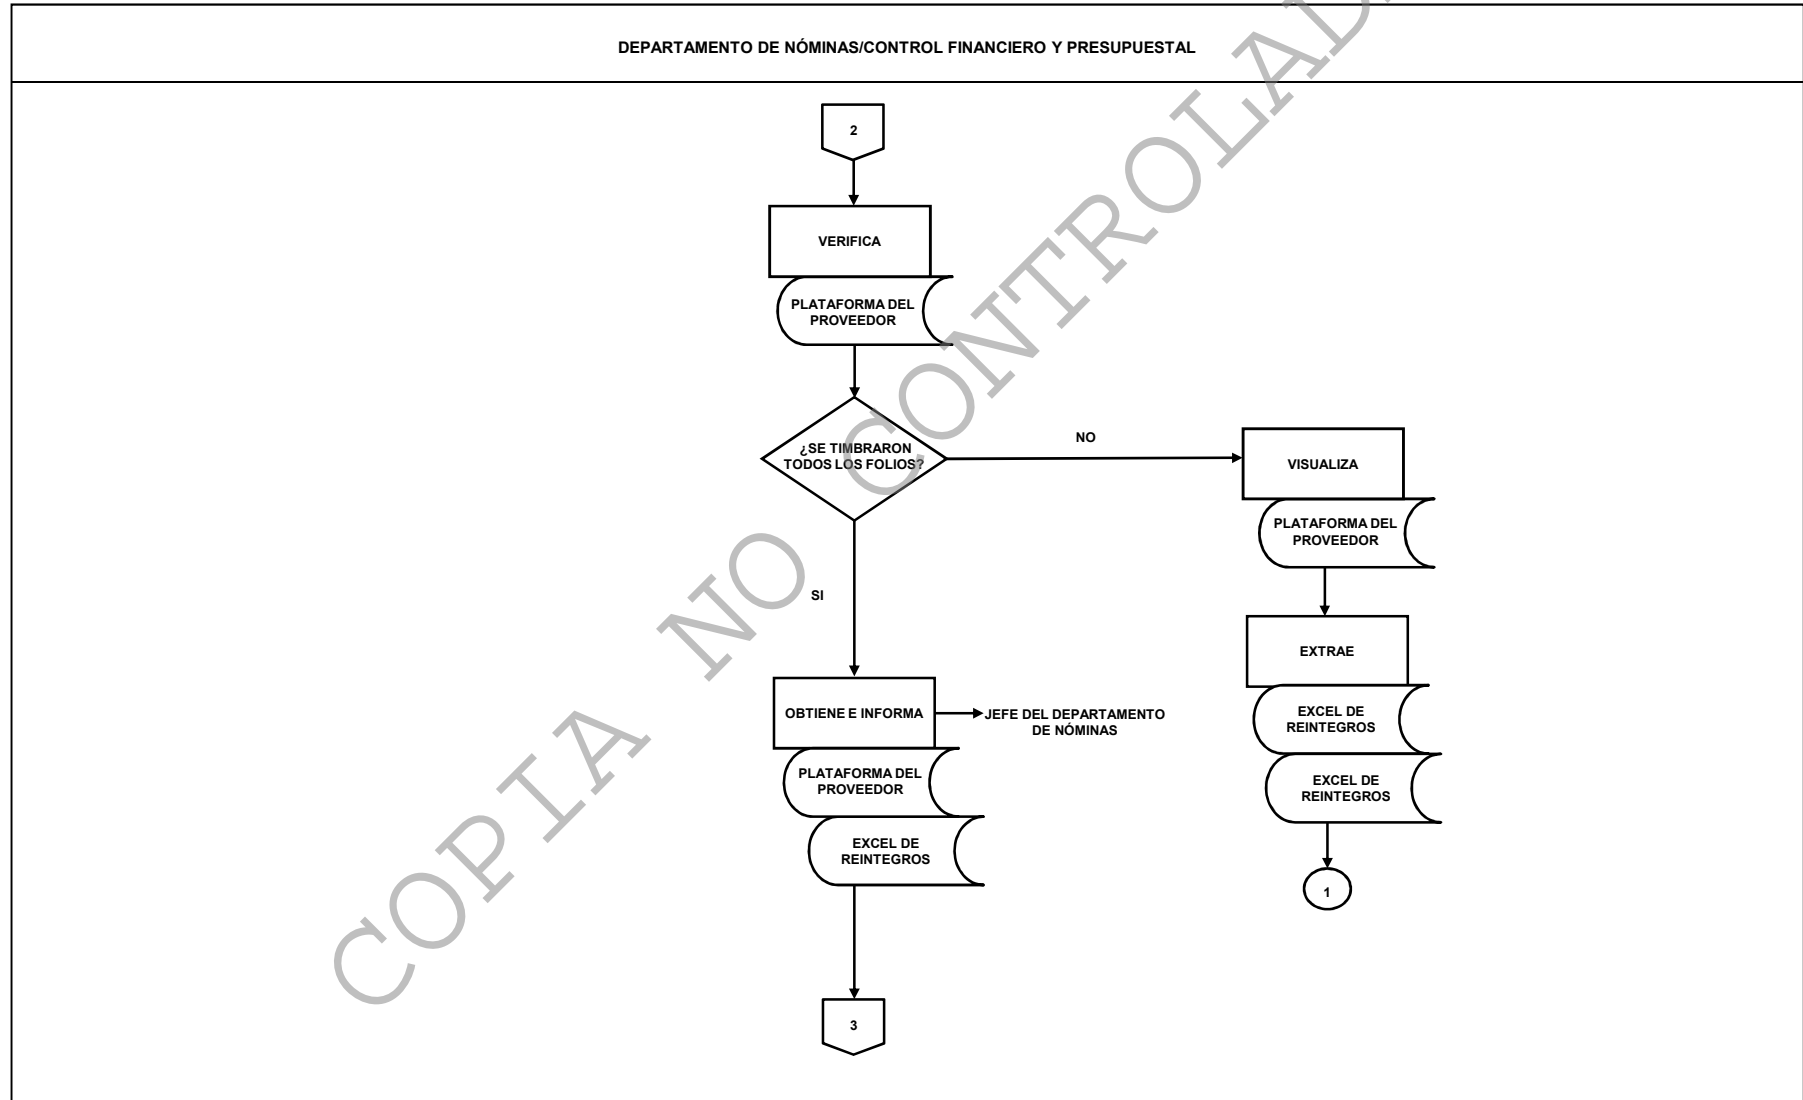 DEPARTAMENTO DE NÓMINAS/CONTROL FINANCIERO Y PRESUPUESTAL
2
VERIFICA
PLATAFORMA DEL
PROVEEDOR
¿SE TIMBRARON
TODOS LOS FOLIOS?
NO
VISUALIZA
PLATAFORMA DEL
PROVEEDOR
SI
EXTRAE
EXCEL DE
REINTEGROS
EXCEL DE
REINTEGROS
1
OBTIENE E INFORMA
JEFE DEL DEPARTAMENTO
DE NÓMINAS
PLATAFORMA DEL
PROVEEDOR
EXCEL DE
REINTEGROS
3
COPIA NO CONTROLAD